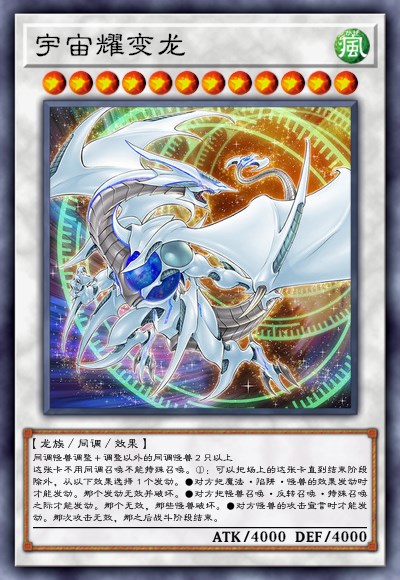 宇宙耀变龙
風
【龙族/同调/效果】
同调怪兽调整+调整以外的同调怪兽2只以上
这张卡不用同调召唤不能特殊召唤。①：可以把场上的这张卡直到结束阶段
除外，从以下效果选择1个发动。●对方把魔法·陷阱·怪兽的效果发动时
才能发动。那个发动无效并破坏。●对方把怪兽召唤·反转召唤·特殊召唤
之际才能发动。那个无效，那些怪兽破坏。●对方怪兽的攻击宣言时才能发
动。那次攻击无效，那之后战斗阶段结束。
ATK/4000 DEF/4000